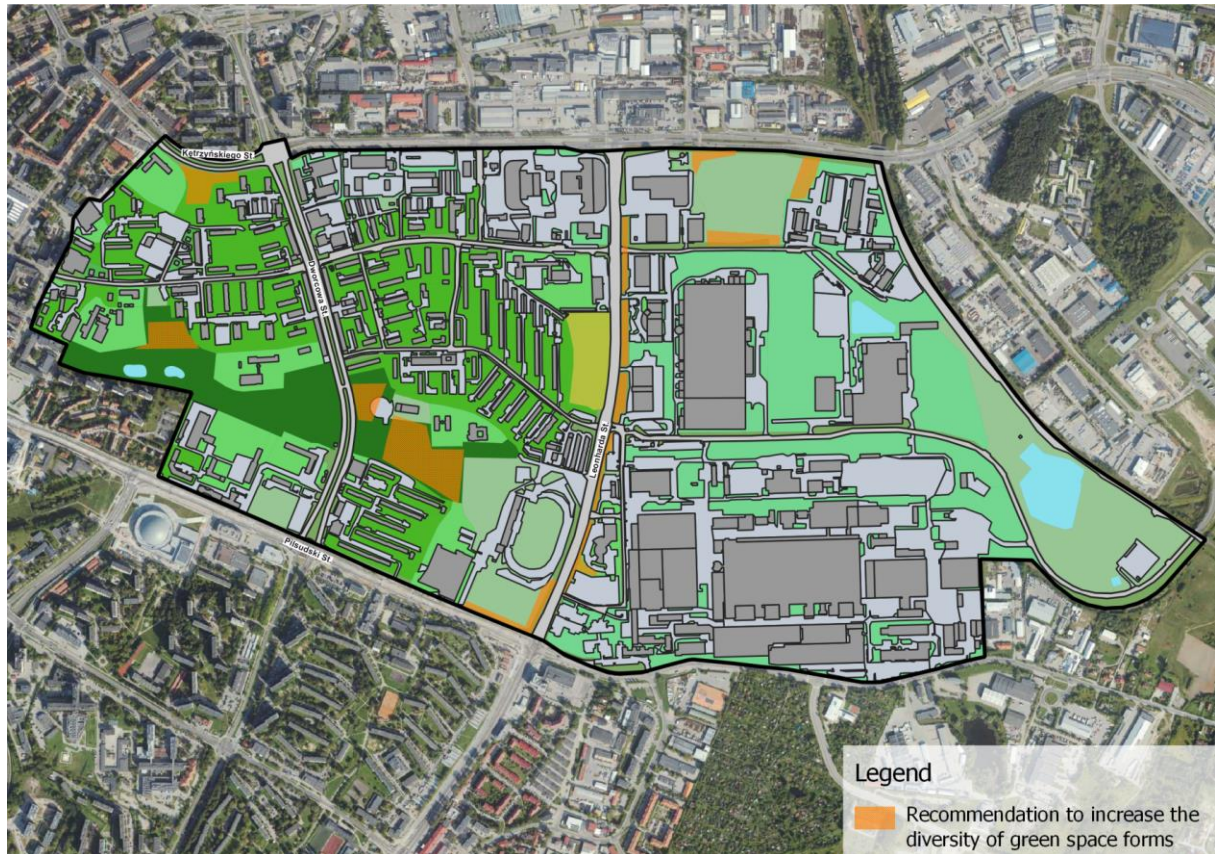 Kętrzyńskiego St.
Dworcowa St.
Leonharda St.
Piłsudski St.
Legend
Recommendation to increase the
diversity of green space forms